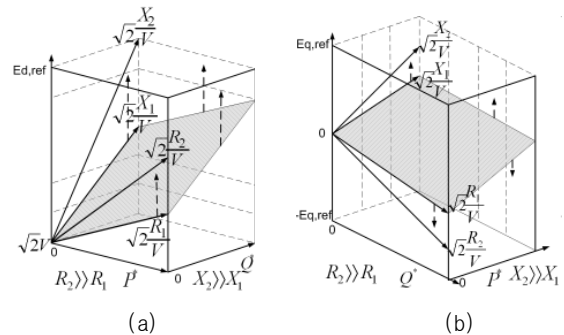 √2 X₂/V
Ed,ref
√2 X₁/V
√2 R₂/V
√2V
√2 R₁/V
0
0
R₂⟩⟩R₁ P* X₂⟩⟩X₁ Q*
(a)
Eq,ref
√2 X₂/V
√2 X₁/V
0
√2 R₁/V
-Eq,ref
√2 R₂/V
0
R₂⟩⟩R₁ Q* P* X₂⟩⟩X₁
(b)